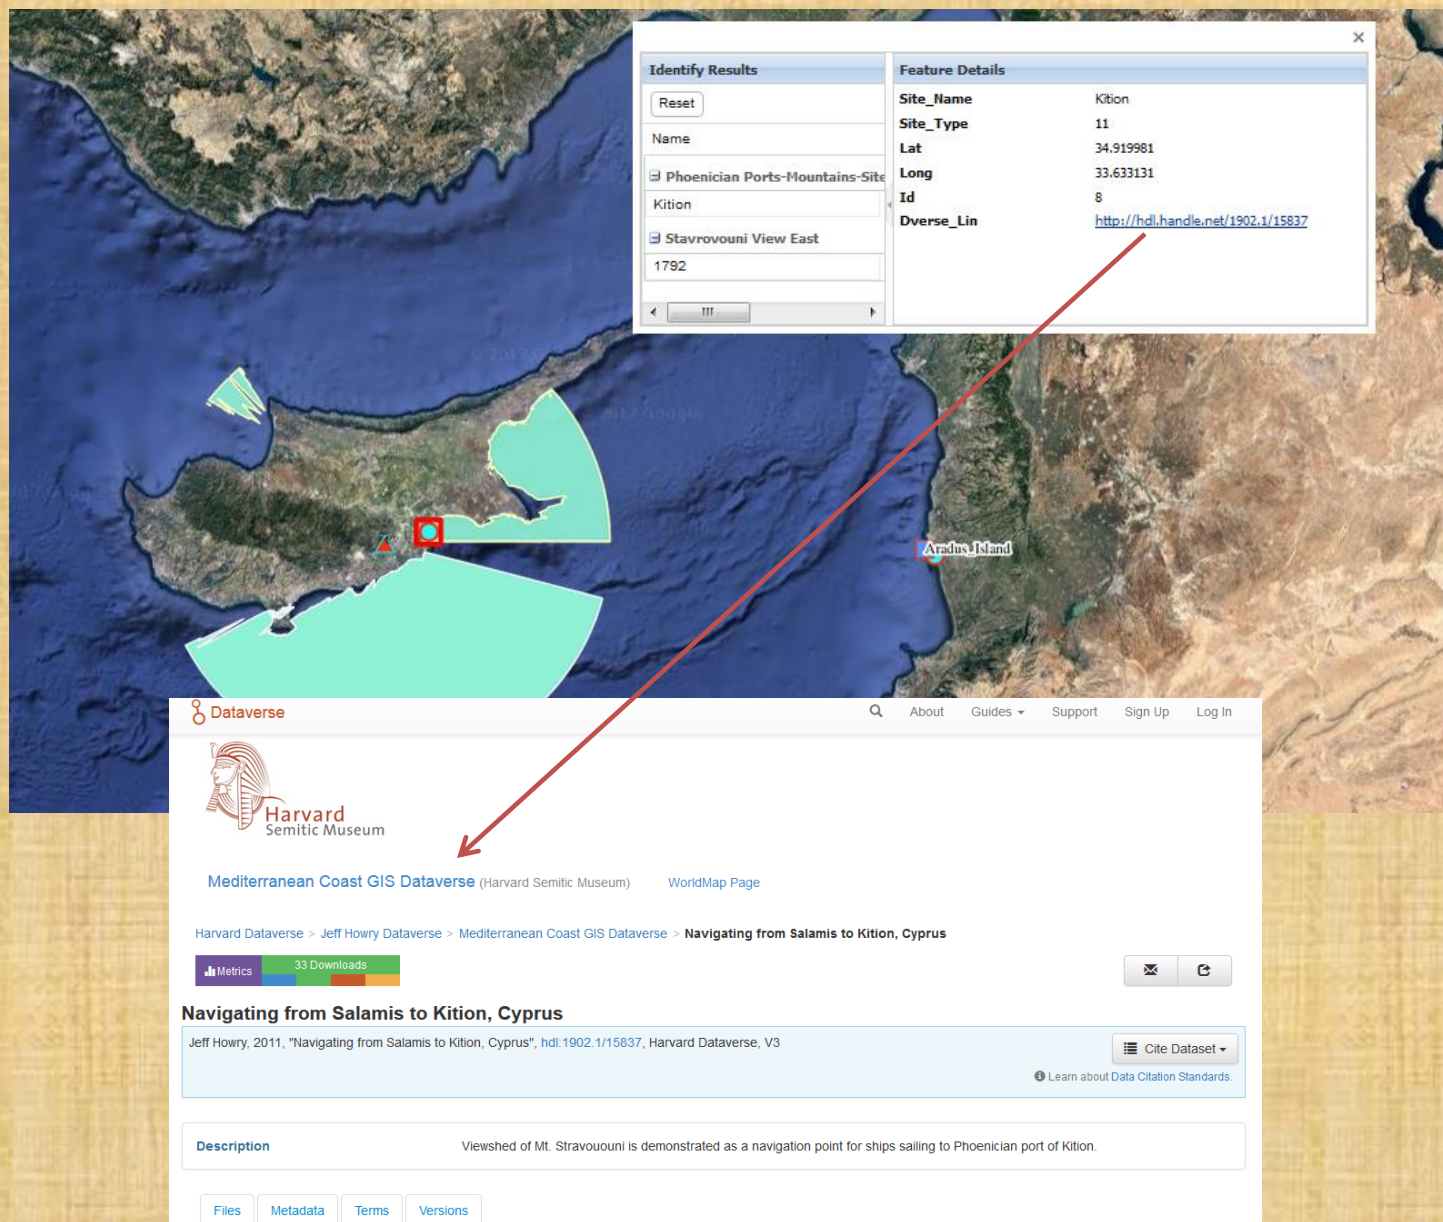 ×
Identify Results
Feature Details
Reset
Name
Phoenician Ports-Mountains-Site
Kition
Stavrovouni View East
1792
Site_Name Kition
Site_Type 11
Lat 34.919981
Long 33.633131
Id 8
Dverse_Lin http://hdl.handle.net/1902.1/15837
Aradus_Island
Dataverse
About Guides Support Sign Up Log In
Harvard
Semitic Museum
Mediterranean Coast GIS Dataverse (Harvard Semitic Museum) WorldMap Page
Harvard Dataverse > Jeff Howry Dataverse > Mediterranean Coast GIS Dataverse > Navigating from Salamis to Kition, Cyprus
Metrics 33 Downloads
Navigating from Salamis to Kition, Cyprus
Jeff Howry, 2011, "Navigating from Salamis to Kition, Cyprus", hdl:1902.1/15837, Harvard Dataverse, V3
Cite Dataset
Learn about Data Citation Standards.
Description Viewshed of Mt. Stravououni is demonstrated as a navigation point for ships sailing to Phoenician port of Kition.
Files Metadata Terms Versions